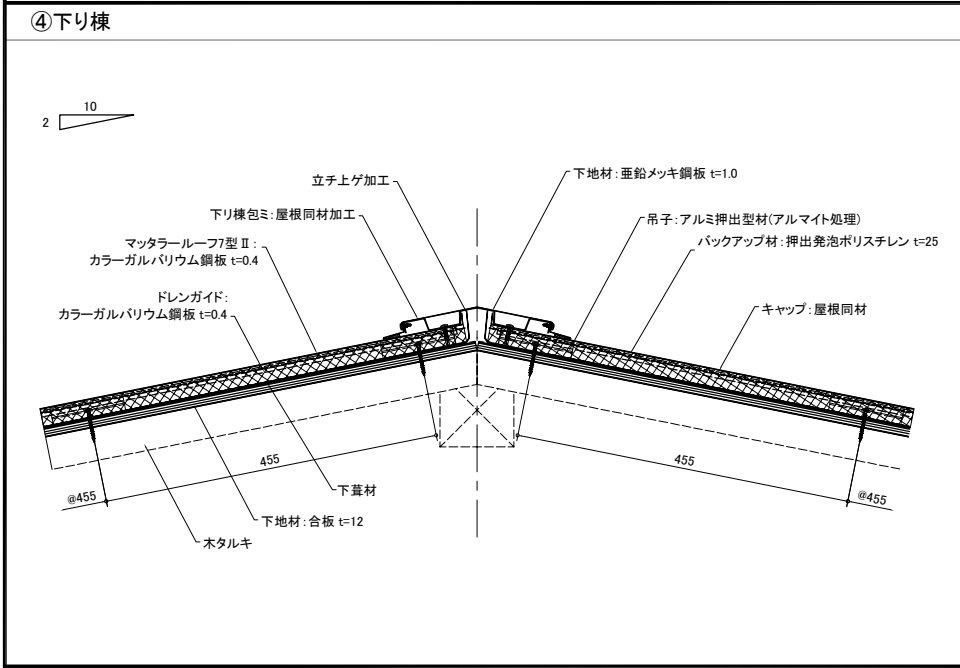 ④下り棟
10
2
立チ上ゲ加工
下地材：亜鉛メッキ鋼板 t=1.0
下り棟包ミ：屋根同材加工
吊子：アルミ押出型材(アルマイト処理)
マッタラールーフ7型Ⅱ：
カラーガルバリウム鋼板 t=0.4
バックアップ材：押出発泡ポリスチレン t=25
ドレンガイド：
カラーガルバリウム鋼板 t=0.4
キャップ：屋根同材
455
455
@455
@455
下葺材
下地材：合板 t=12
木タルキ